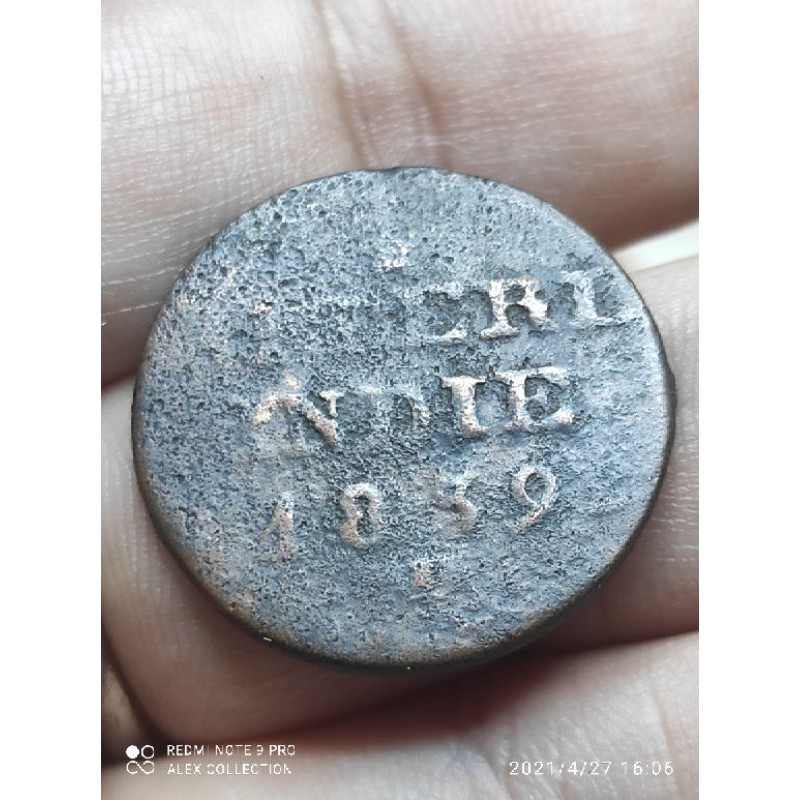 ERL
NDIE
1839
REDMI NOTE 9 PRO
ALEX COLLECTION
2021/4/27 16:06